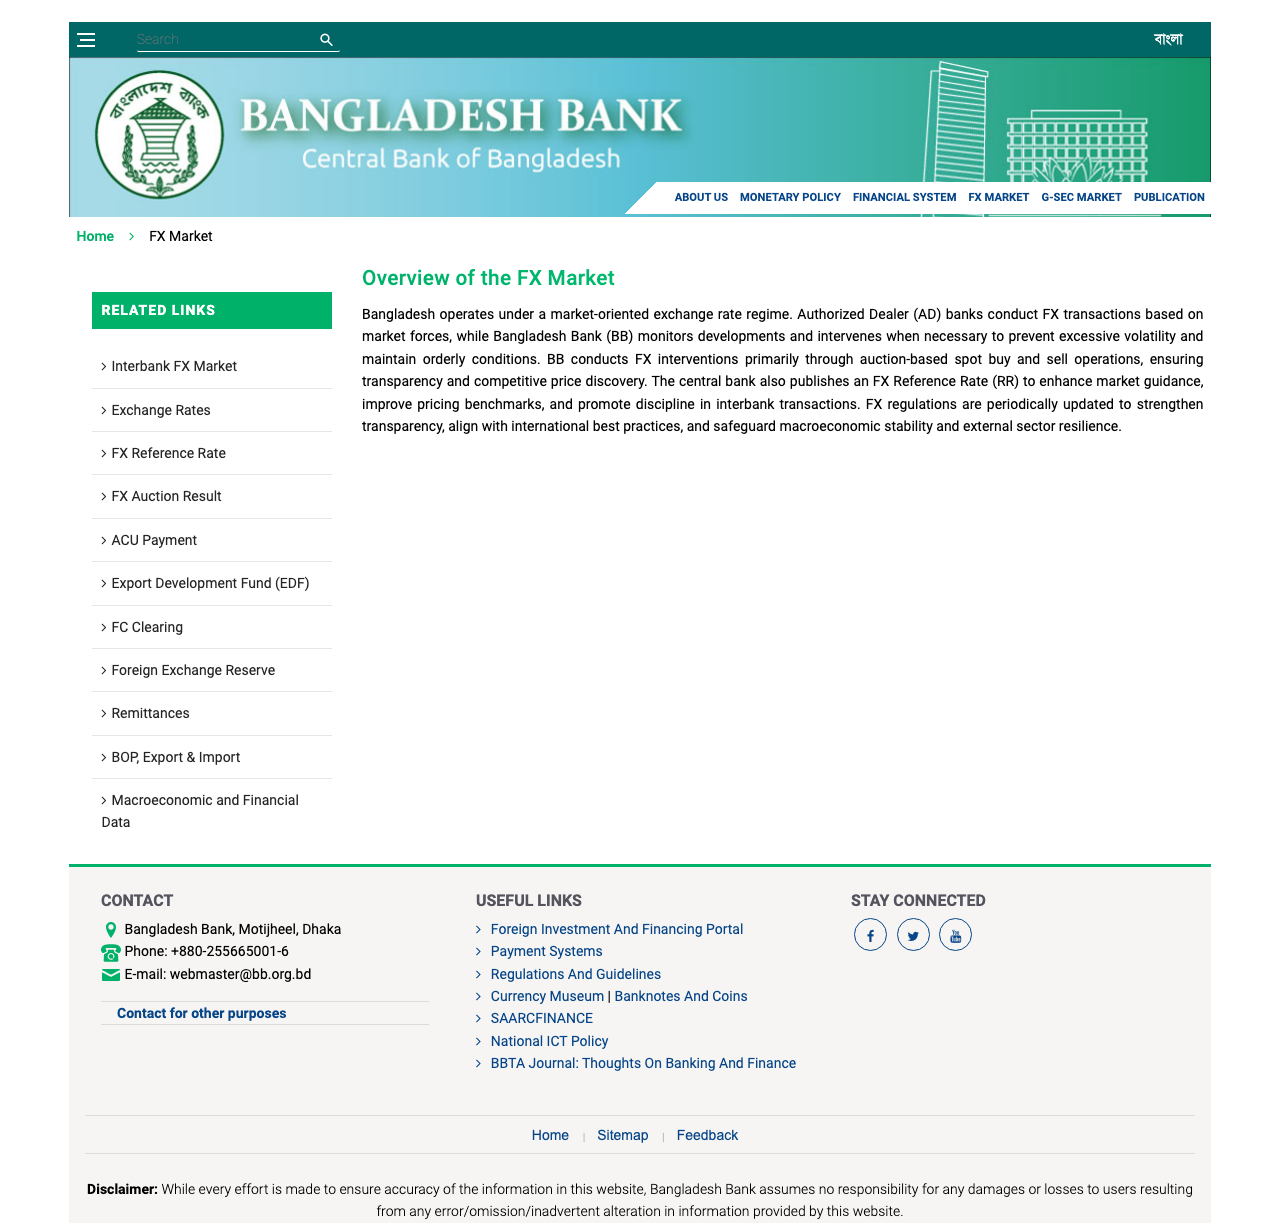 Search
বাংলা
বাংলাদেশ ব্যাংক
BANGLADESH BANK
Central Bank of Bangladesh
ABOUT US MONETARY POLICY FINANCIAL SYSTEM FX MARKET G-SEC MARKET PUBLICATION
Home > FX Market
RELATED LINKS
Interbank FX Market
Exchange Rates
FX Reference Rate
FX Auction Result
ACU Payment
Export Development Fund (EDF)
FC Clearing
Foreign Exchange Reserve
Remittances
BOP, Export & Import
Macroeconomic and Financial
Data
Overview of the FX Market
Bangladesh operates under a market-oriented exchange rate regime. Authorized Dealer (AD) banks conduct FX transactions based on
market forces, while Bangladesh Bank (BB) monitors developments and intervenes when necessary to prevent excessive volatility and
maintain orderly conditions. BB conducts FX interventions primarily through auction-based spot buy and sell operations, ensuring
transparency and competitive price discovery. The central bank also publishes an FX Reference Rate (RR) to enhance market guidance,
improve pricing benchmarks, and promote discipline in interbank transactions. FX regulations are periodically updated to strengthen
transparency, align with international best practices, and safeguard macroeconomic stability and external sector resilience.
CONTACT
Bangladesh Bank, Motijheel, Dhaka
Phone: +880-255665001-6
E-mail: webmaster@bb.org.bd
Contact for other purposes
USEFUL LINKS
Foreign Investment And Financing Portal
Payment Systems
Regulations And Guidelines
Currency Museum | Banknotes And Coins
SAARCFINANCE
National ICT Policy
BBTA Journal: Thoughts On Banking And Finance
STAY CONNECTED
Home | Sitemap | Feedback
Disclaimer: While every effort is made to ensure accuracy of the information in this website, Bangladesh Bank assumes no responsibility for any damages or losses to users resulting
from any error/omission/inadvertent alteration in information provided by this website.